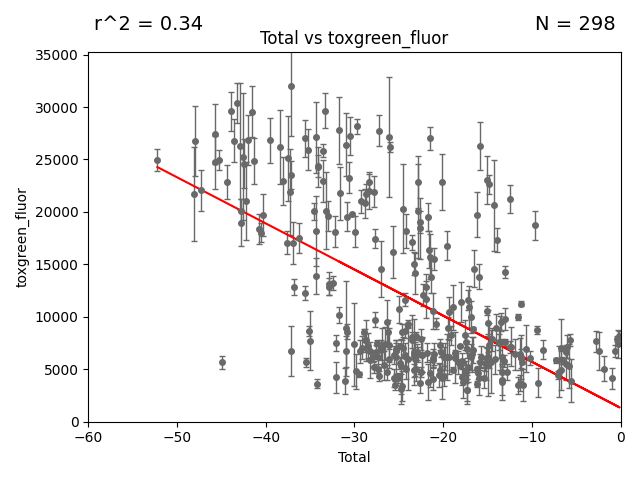 r^2 = 0.34
N = 298
Total vs toxgreen_fluor
35000
30000
25000
20000
15000
10000
5000
0
toxgreen_fluor
−60 −50 −40 −30 −20 −10 0
Total